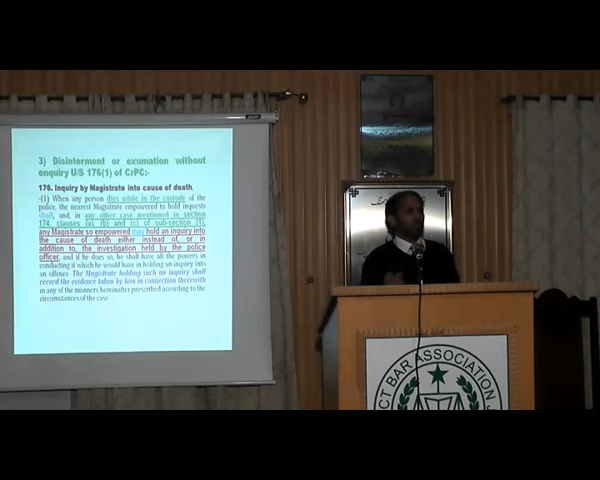 3) Disinterment or exumation without
enquiry U/S 176(1) of CrPC:-
176. Inquiry by Magistrate into cause of death
-(1) When any person dies while in the custody of the
police, the nearest Magistrate empowered to hold inquests
shall, and, in any other case mentioned in section
174, clauses (a), (b) and (c) of sub-section (1),
any Magistrate so empowered may hold an inquiry into
the cause of death either instead of, or in
addition to, the investigation held by the police
officer, and if he does so, he shall have all the powers in
conducting it which he would have in holding an inquiry into
an offence. The Magistrate holding such an inquiry shall
record the evidence taken by him in connection therewith
in any of the manners hereinafter prescribed according to the
circumstances of the case.
CT BAR ASSOCIATION